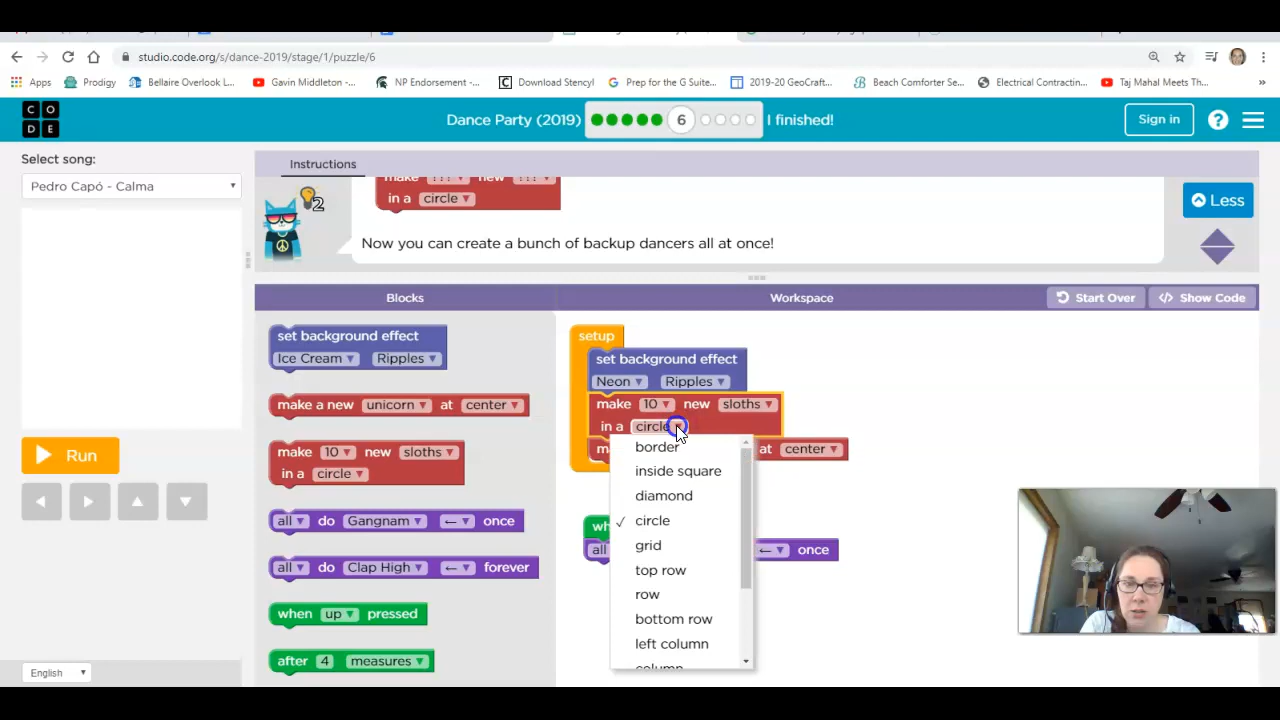 studio.code.org/s/dance-2019/stage/1/puzzle/6
Apps Prodigy Bellaire Overlook L... Gavin Middleton -... NP Endorsement -... Download Stencyl Prep for the G Suite... 2019-20 GeoCraft... Beach Comforter Se... Electrical Contractin... Taj Mahal Meets Th...
C O
D E
Dance Party (2019) 6 I finished! Sign in ?
Select song:
Pedro Capó - Calma
Instructions
make ??? new ???
in a circle
2
Now you can create a bunch of backup dancers all at once!
Less
Blocks
Workspace
Start Over
Show Code
set background effect
Ice Cream Ripples
make a new unicorn at center
make 10 new sloths
in a circle
all do Gangnam ← once
all do Clap High ← forever
when up pressed
after 4 measures
setup
set background effect
Neon Ripples
make 10 new sloths
in a circle
at center
all
← once
border
inside square
diamond
✓ circle
grid
top row
row
bottom row
left column
column
Run
English